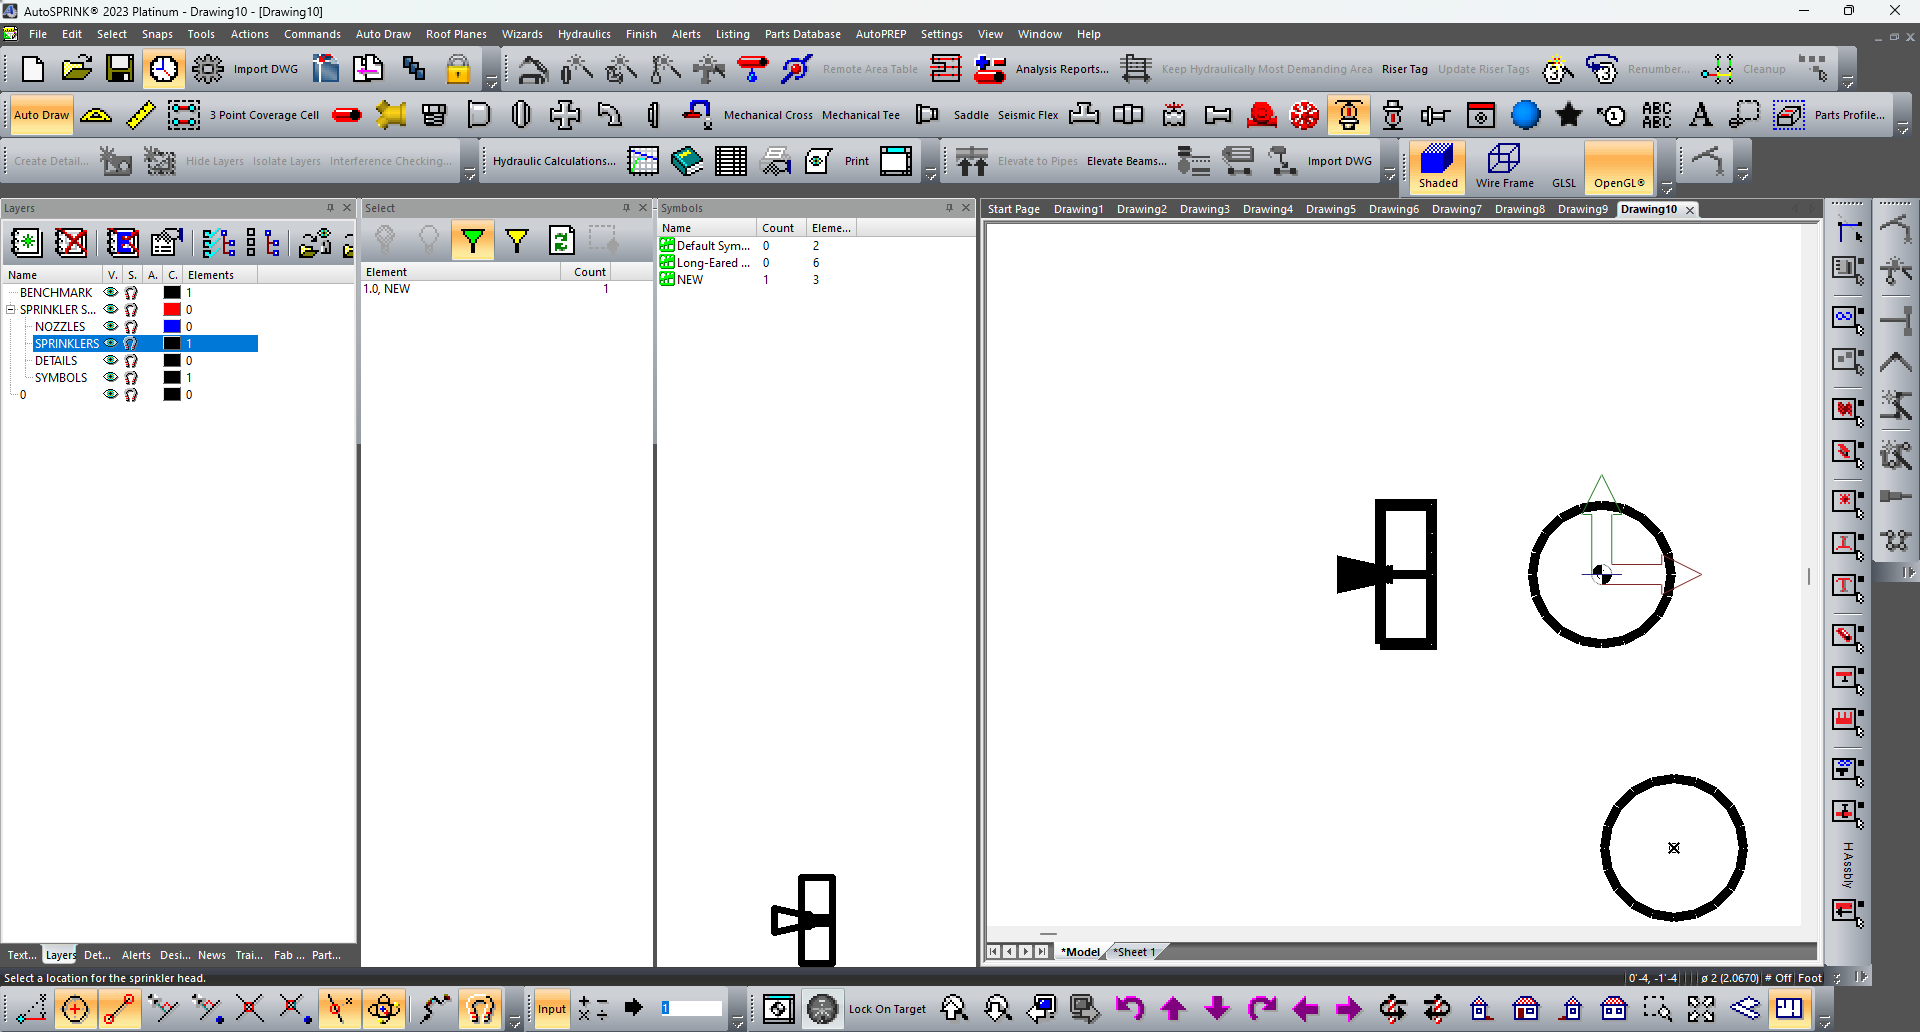 AutoSPRINK® 2023 Platinum - Drawing10 - [Drawing10]
File Edit Select Snaps Tools Actions Commands Auto Draw Roof Planes Wizards Hydraulics Finish Alerts Listing Parts Database AutoPREP Settings View Window Help
Import DWG Remote Area Table Analysis Reports... Keep Hydraulically Most Demanding Area Riser Tag Update Riser Tags Renumber... Cleanup
Auto Draw 3 Point Coverage Cell Mechanical Cross Mechanical Tee Saddle Seismic Flex ABC ABC A Parts Profile...
Create Detail... Hide Layers Isolate Layers Interference Checking... Hydraulic Calculations... Print Elevate to Pipes Elevate Beams... Import DWG Shaded Wire Frame GLSL OpenGL®
Layers Select Symbols Start Page Drawing1 Drawing2 Drawing3 Drawing4 Drawing5 Drawing6 Drawing7 Drawing8 Drawing9 Drawing10
Name Count Eleme...
Default Sym... 0 2
Long-Eared ... 0 6
NEW 1 3
Element Count
1.0, NEW 1
Name V. S. A. C. Elements
BENCHMARK 1
SPRINKLER S... 0
NOZZLES 0
SPRINKLERS 1
DETAILS 0
SYMBOLS 1
0 0
HAssbly
Text... Layers Det... Alerts Desi... News Trai... Fab ... Part...
*Model *Sheet 1
Select a location for the sprinkler head. 0'-4, -1'-4 ø 2 (2.0670) # Off Foot
Input 1 Lock On Target